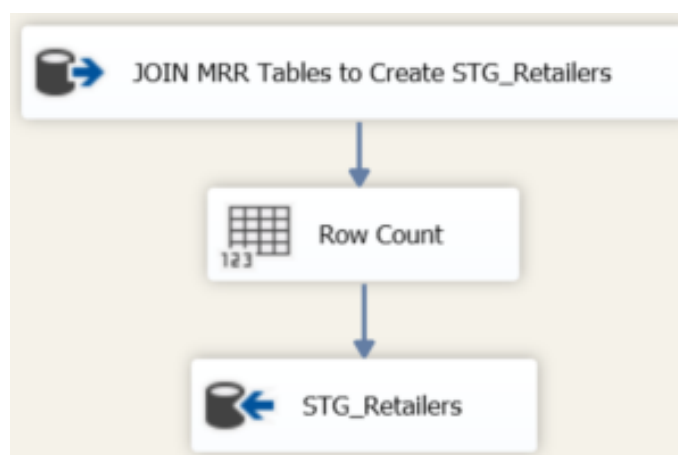 JOIN MRR Tables to Create STG_Retailers
Row Count
123
STG_Retailers